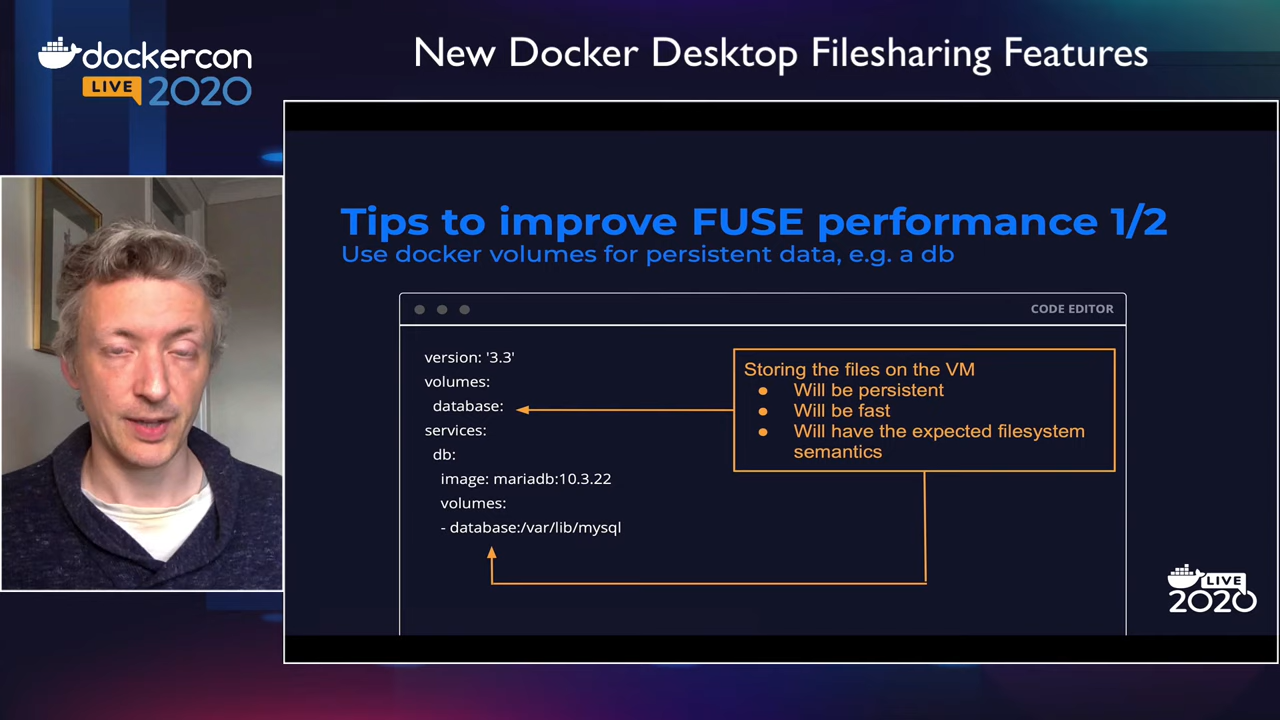 dockercon
LIVE 2020
New Docker Desktop Filesharing Features
Tips to improve FUSE performance 1/2
Use docker volumes for persistent data, e.g. a db
CODE EDITOR
version: '3.3'
volumes:
database:
services:
db:
image: mariadb:10.3.22
volumes:
- database:/var/lib/mysql
Storing the files on the VM
● Will be persistent
● Will be fast
● Will have the expected filesystem
semantics
LIVE
2020